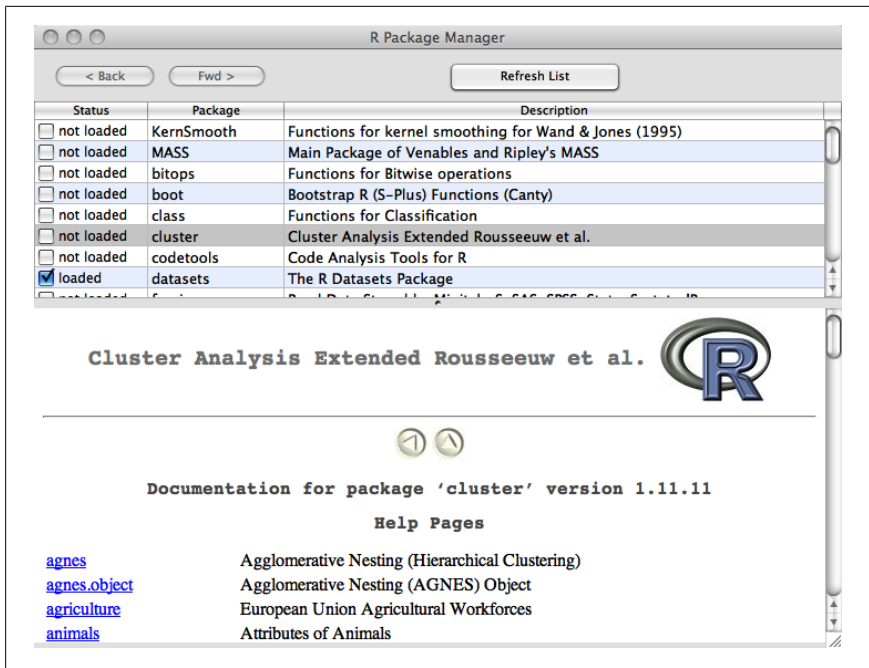 R Package Manager
< Back Fwd > Refresh List
Status Package Description
not loaded KernSmooth Functions for kernel smoothing for Wand & Jones (1995)
not loaded MASS Main Package of Venables and Ripley's MASS
not loaded bitops Functions for Bitwise operations
not loaded boot Bootstrap R (S-Plus) Functions (Canty)
not loaded class Functions for Classification
not loaded cluster Cluster Analysis Extended Rousseeuw et al.
not loaded codetools Code Analysis Tools for R
loaded datasets The R Datasets Package
Cluster Analysis Extended Rousseeuw et al. R
Documentation for package ‘cluster’ version 1.11.11
Help Pages
agnes Agglomerative Nesting (Hierarchical Clustering)
agnes.object Agglomerative Nesting (AGNES) Object
agriculture European Union Agricultural Workforces
animals Attributes of Animals